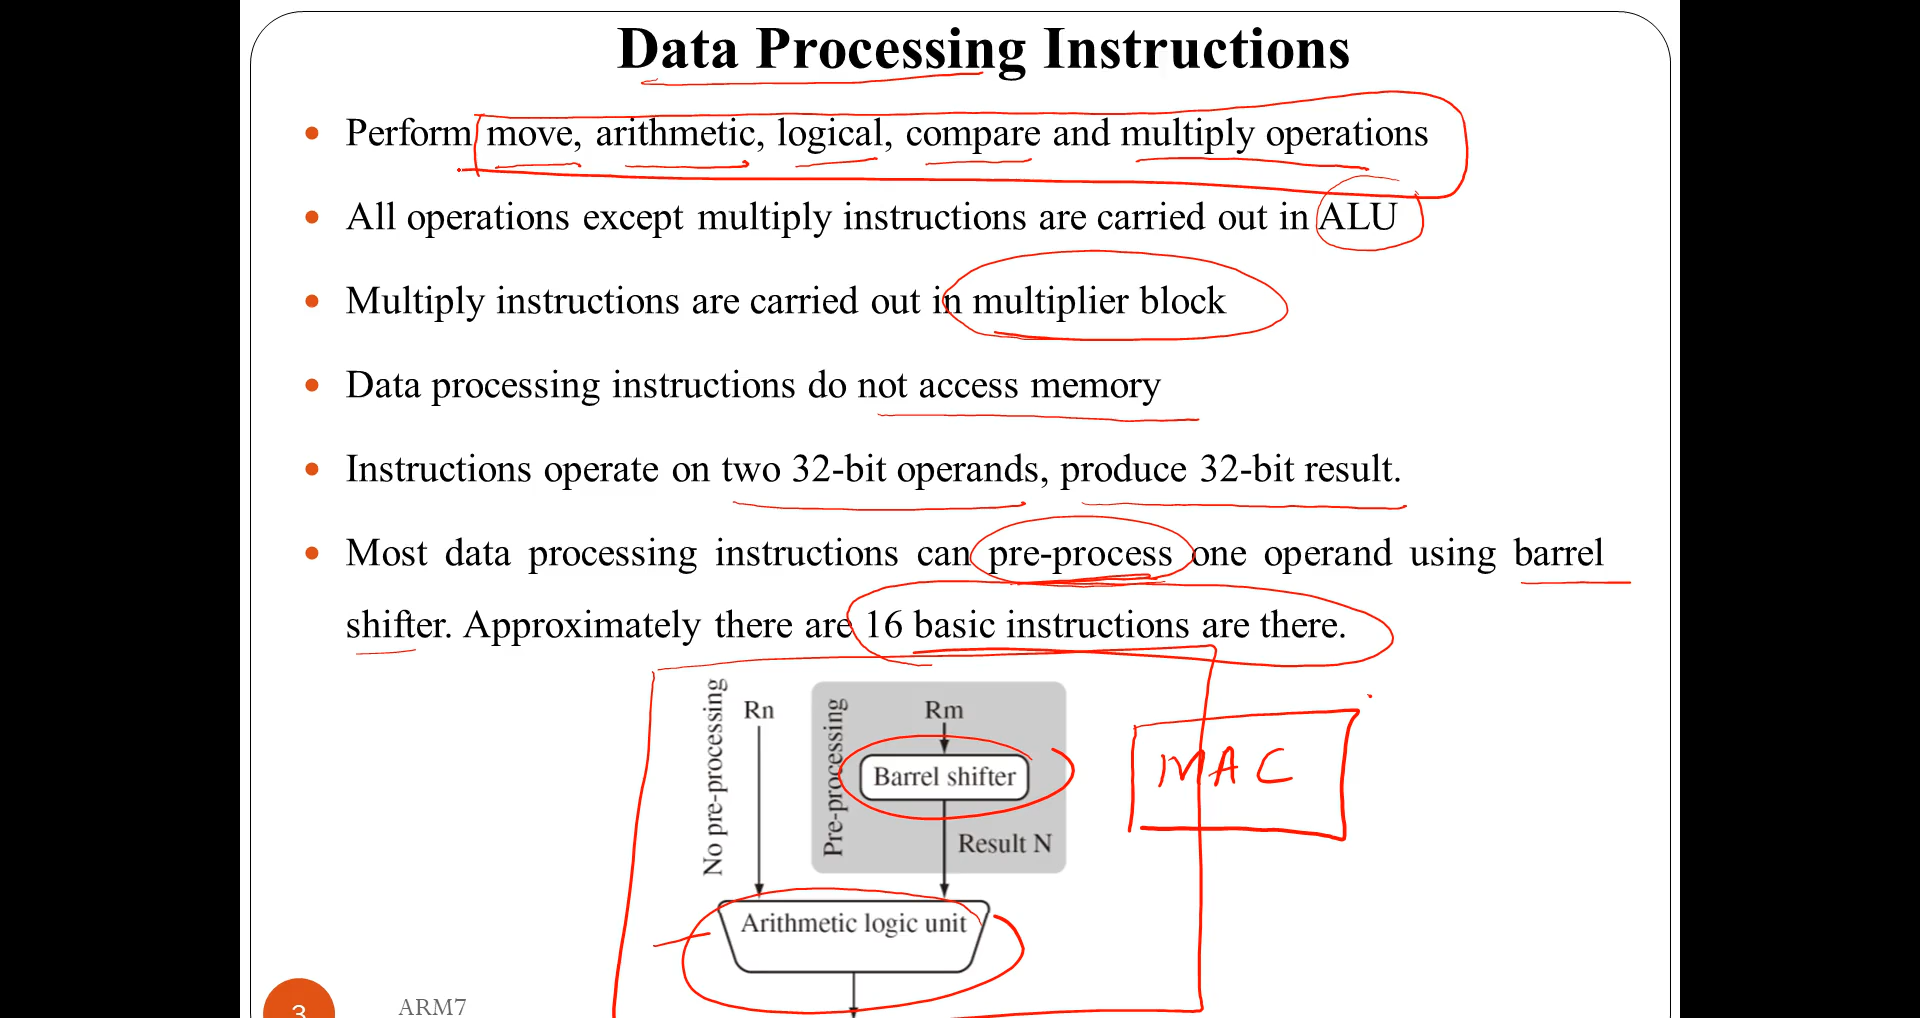 Data Processing Instructions
• Perform move, arithmetic, logical, compare and multiply operations
• All operations except multiply instructions are carried out in ALU
• Multiply instructions are carried out in multiplier block
• Data processing instructions do not access memory
• Instructions operate on two 32-bit operands, produce 32-bit result.
• Most data processing instructions can pre-process one operand using barrel
shifter. Approximately there are 16 basic instructions are there.
No pre-processing
Rn
Pre-processing
Rm
Barrel shifter
Result N
Arithmetic logic unit
MAC
3
ARM7